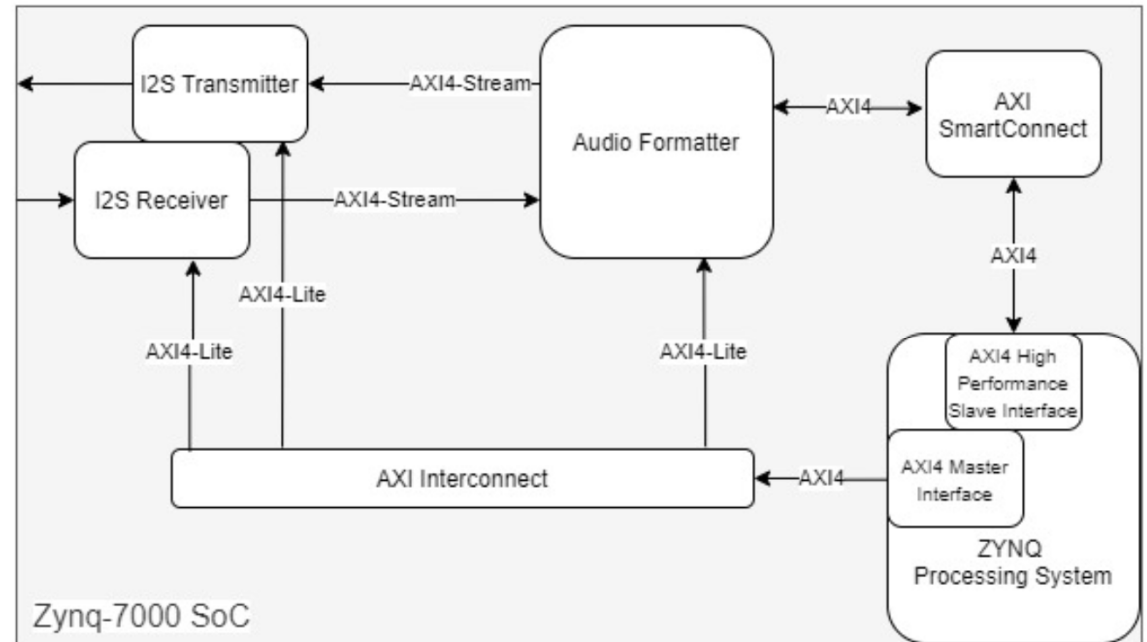 I2S Transmitter
AXI4-Stream
Audio Formatter
AXI4
AXI
SmartConnect
I2S Receiver
AXI4-Stream
AXI4
AXI4-Lite
AXI4-Lite
AXI4-Lite
AXI4 High
Performance
Slave Interface
AXI Interconnect
AXI4
AXI4 Master
Interface
ZYNQ
Processing System
Zynq-7000 SoC